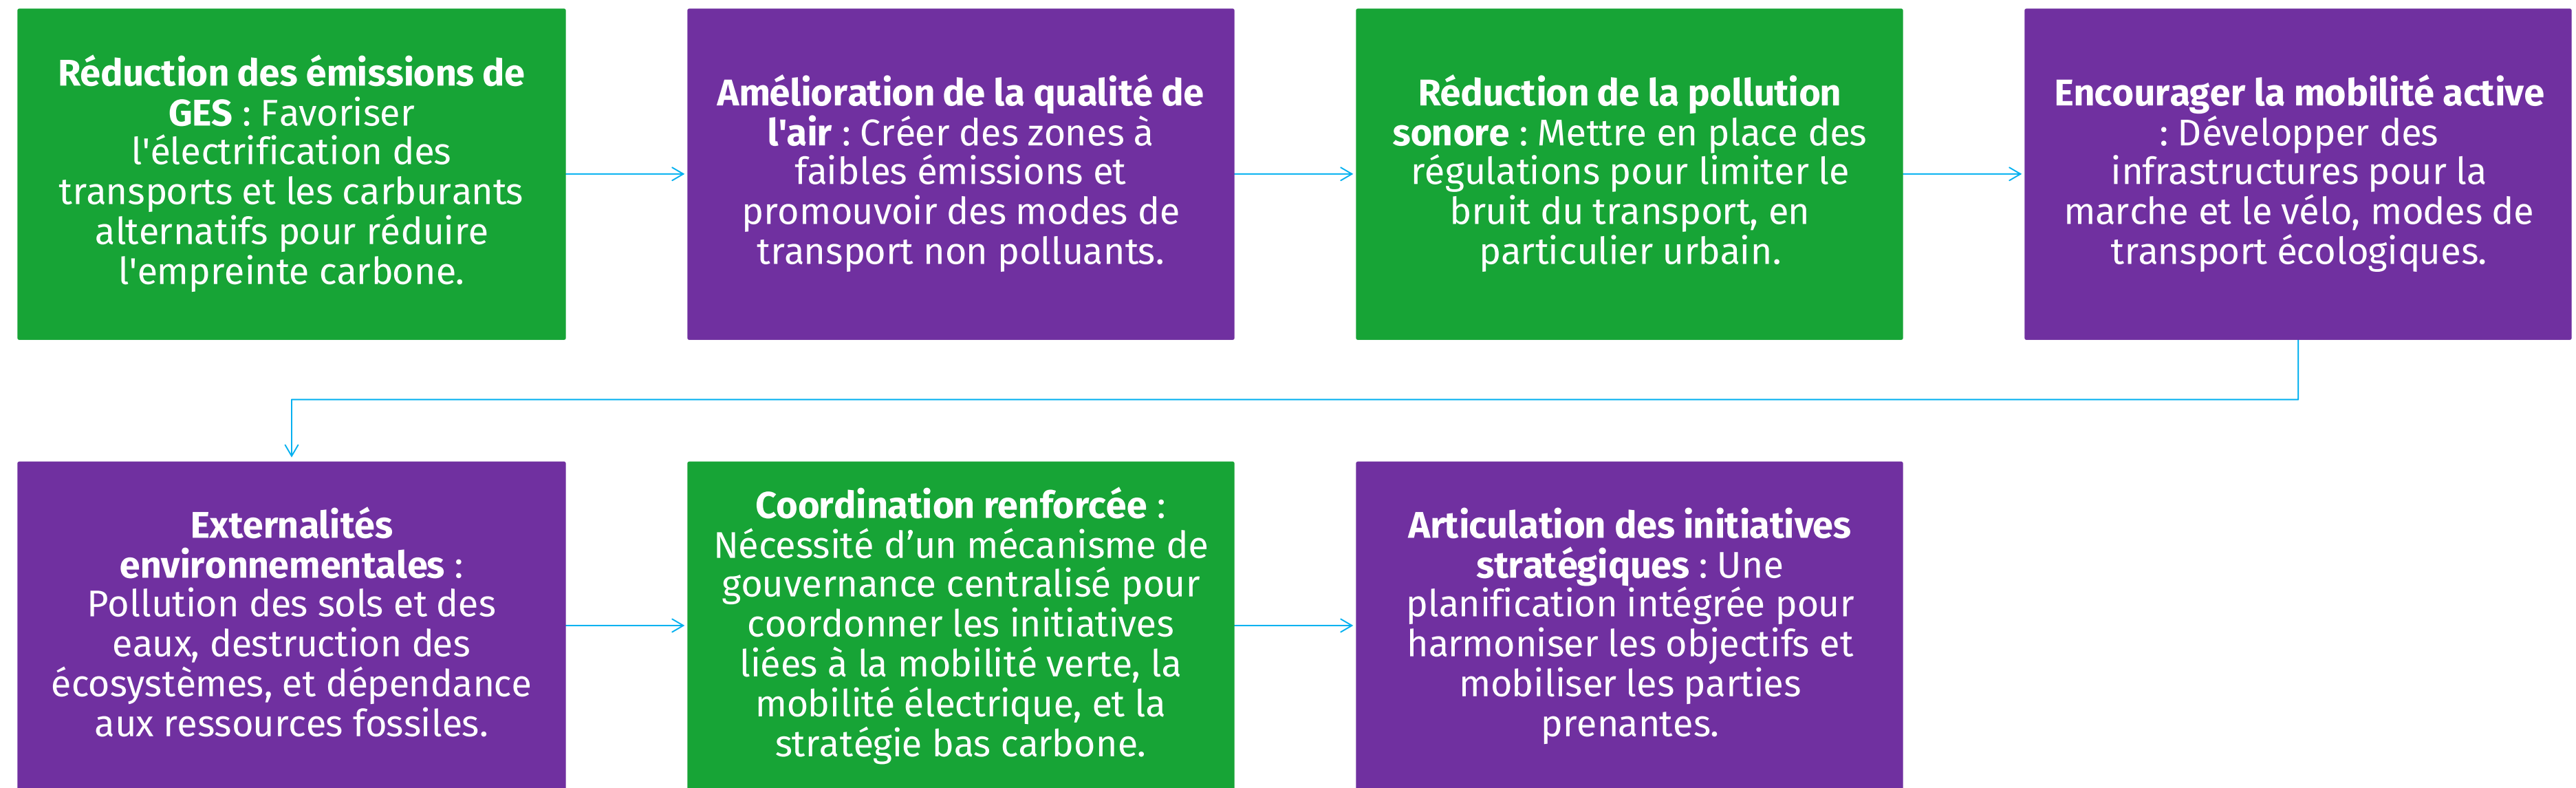 Réduction des émissions de
GES : Favoriser
l'électrification des
transports et les carburants
alternatifs pour réduire
l'empreinte carbone.
Amélioration de la qualité de
l'air : Créer des zones à
faibles émissions et
promouvoir des modes de
transport non polluants.
Réduction de la pollution
sonore : Mettre en place des
régulations pour limiter le
bruit du transport, en
particulier urbain.
Encourager la mobilité active
: Développer des
infrastructures pour la
marche et le vélo, modes de
transport écologiques.
Externalités
environnementales :
Pollution des sols et des
eaux, destruction des
écosystèmes, et dépendance
aux ressources fossiles.
Coordination renforcée :
Nécessité d’un mécanisme de
gouvernance centralisé pour
coordonner les initiatives
liées à la mobilité verte, la
mobilité électrique, et la
stratégie bas carbone.
Articulation des initiatives
stratégiques : Une
planification intégrée pour
harmoniser les objectifs et
mobiliser les parties
prenantes.